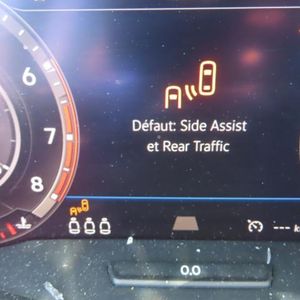 Défaut: Side Assist
et Rear Traffic
6
7
8
---
0.0